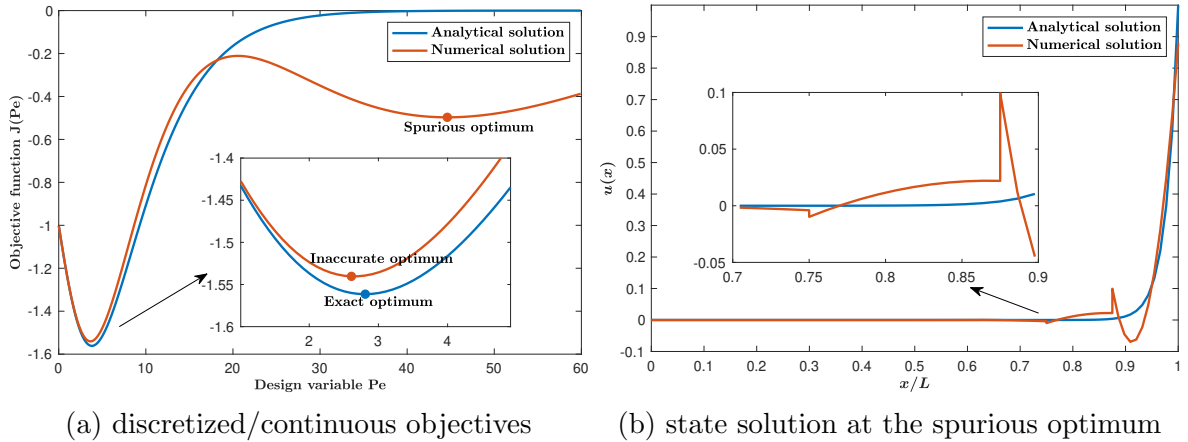 Analytical solution
Numerical solution
Objective function J(Pe)
0
-0.2
-0.4
-0.6
-0.8
-1
-1.2
-1.4
-1.6
Spurious optimum
-1.4
-1.45
-1.5
-1.55
-1.6
Inaccurate optimum
Exact optimum
2 3 4
0 10 20 30 40 50 60
Design variable Pe
(a) discretized/continuous objectives
Analytical solution
Numerical solution
u(x)
0.9
0.8
0.7
0.6
0.5
0.4
0.3
0.2
0.1
0
-0.1
0.1
0.05
0
-0.05
0.7 0.75 0.8 0.85 0.9
0 0.1 0.2 0.3 0.4 0.5 0.6 0.7 0.8 0.9 1
x/L
(b) state solution at the spurious optimum